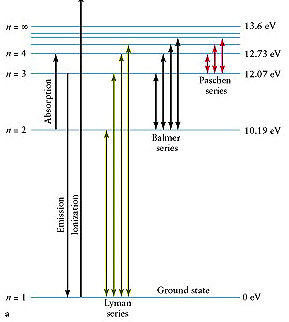 n = ∞
13.6 eV
n = 4
12.73 eV
n = 3
12.07 eV
Paschen
series
Absorption
n = 2
10.19 eV
Balmer
series
Emission
Ionization
Ground state
n = 1
0 eV
Lyman
series
a